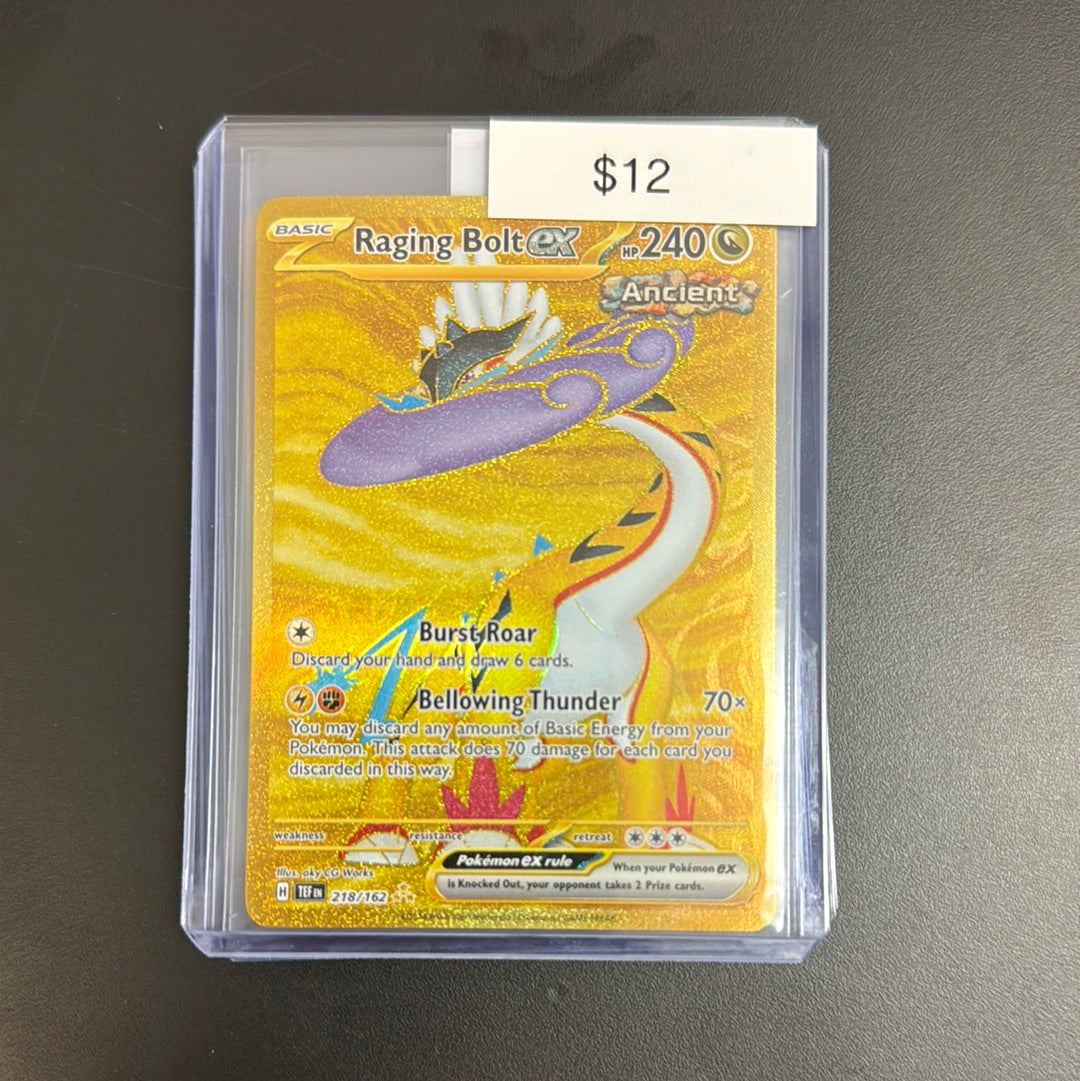 $12
BASIC
Raging Bolt ex HP 240
Ancient
Burst Roar
Discard your hand and draw 6 cards.
Bellowing Thunder 70×
You may discard any amount of Basic Energy from your
Pokémon. This attack does 70 damage for each card you
discarded in this way.
weakness resistance retreat
Pokémon ex rule When your Pokémon ex
is Knocked Out, your opponent takes 2 Prize cards.
Illus. aky CG Works
H TEF EN 218/162